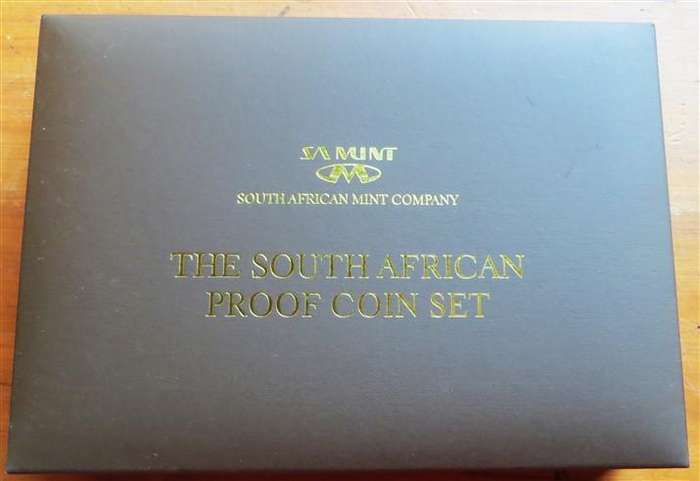 SA MINT
SOUTH AFRICAN MINT COMPANY
THE SOUTH AFRICAN
PROOF COIN SET